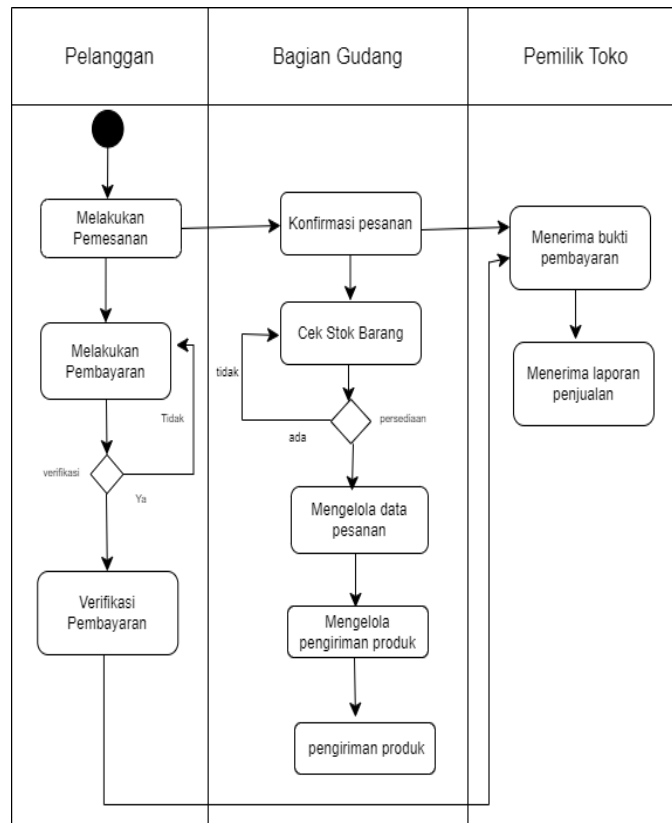 Pelanggan
Bagian Gudang
Pemilik Toko
Melakukan
Pemesanan
Konfirmasi pesanan
Menerima bukti
pembayaran
Melakukan
Pembayaran
Cek Stok Barang
Menerima laporan
penjualan
tidak
Tidak
ada
persediaan
verifikasi
Ya
Mengelola data
pesanan
Verifikasi
Pembayaran
Mengelola
pengiriman produk
pengiriman produk